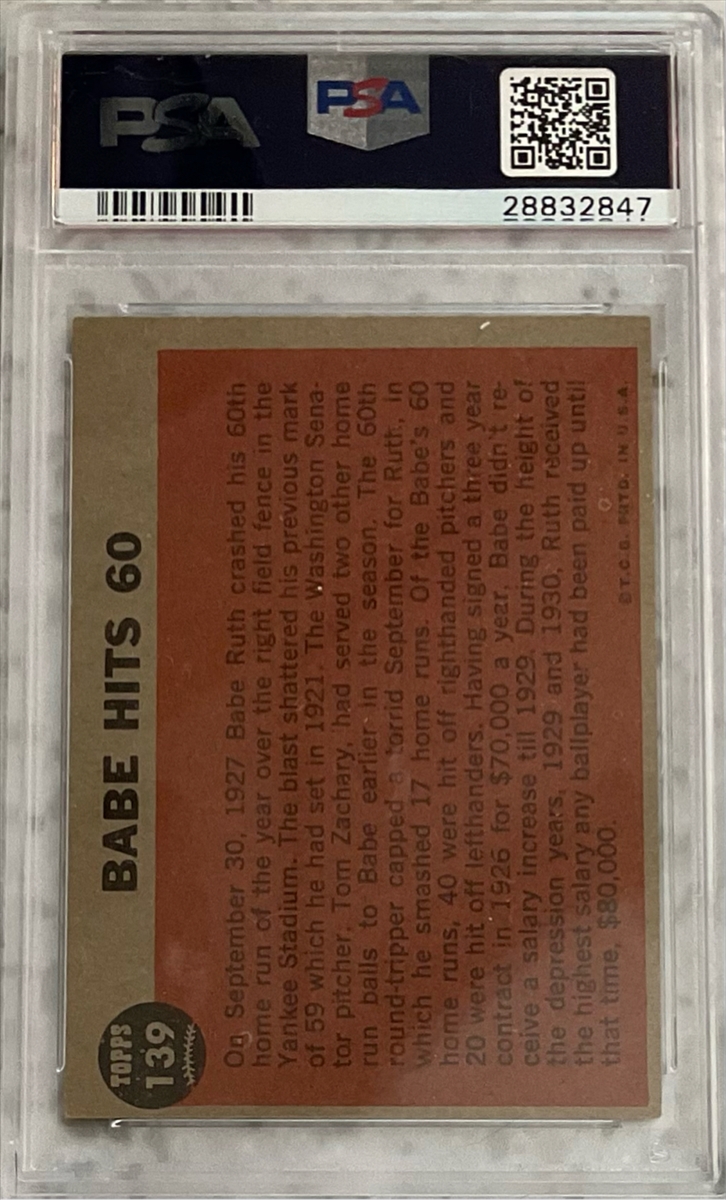 PSA
PSA
28832847
TOPPS
139
BABE HITS 60
On September 30, 1927 Babe Ruth crashed his 60th
home run of the year over the right field fence in the
Yankee Stadium. The blast shattered his previous mark
of 59 which he had set in 1921. The Washington Sena-
tor pitcher, Tom Zachary, had served two other home
run balls to Babe earlier in the season. The 60th
round-tripper capped a torrid September for Ruth, in
which he smashed 17 home runs. Of the Babe's 60
home runs, 40 were hit off righthanded pitchers and
20 were hit off lefthanders. Having signed a three year
contract in 1926 for $70,000 a year, Babe didn't re-
ceive a salary increase till 1929. During the height of
the depression years, 1929 and 1930, Ruth received
the highest salary any ballplayer had been paid up until
that time, $80,000.
© T.C.G. PRTD. IN U.S.A.